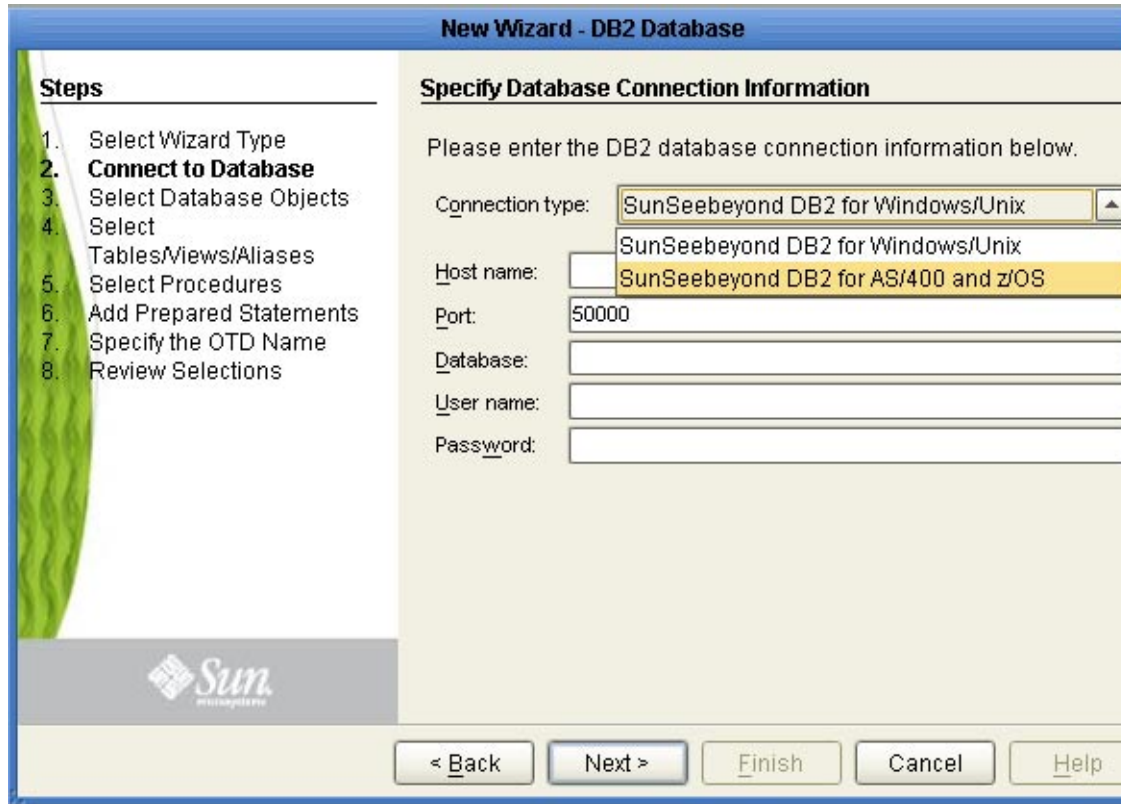 New Wizard - DB2 Database
Steps
1. Select Wizard Type
2. Connect to Database
3. Select Database Objects
4. Select
Tables/Views/Aliases
5. Select Procedures
6. Add Prepared Statements
7. Specify the OTD Name
8. Review Selections
Sun
microsystems
Specify Database Connection Information
Please enter the DB2 database connection information below.
Connection type: SunSeebeyond DB2 for Windows/Unix
SunSeebeyond DB2 for Windows/Unix
SunSeebeyond DB2 for AS/400 and z/OS
Host name:
Port: 50000
Database:
User name:
Password:
< Back Next > Finish Cancel Help